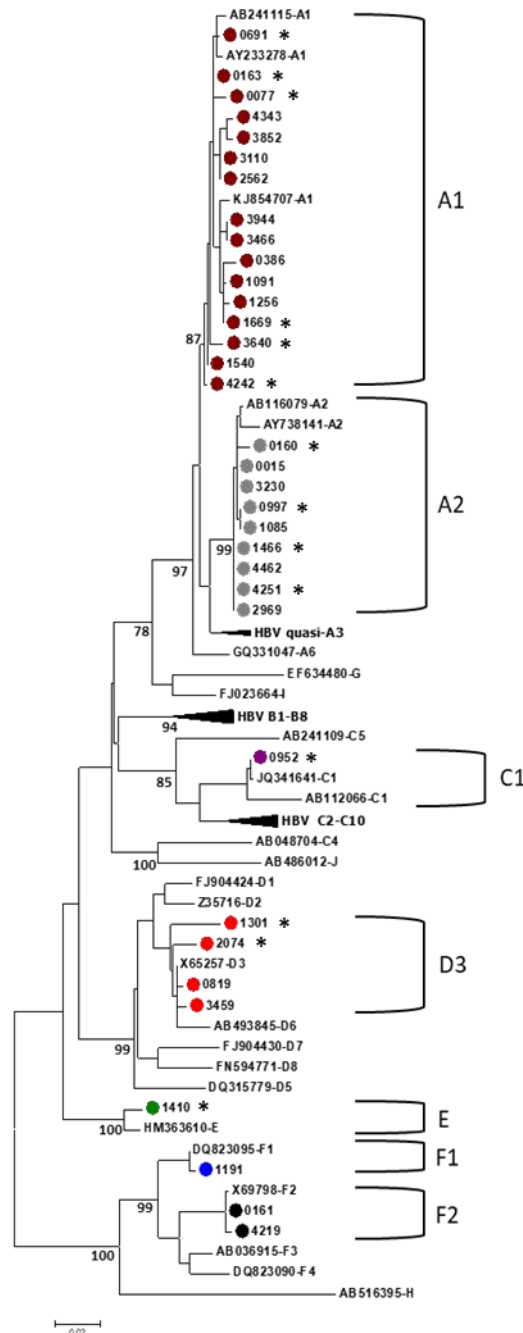 AB241115-A1
0691 *
AY233278-A1
0163 *
0077 *
4343
3852
3110
2562
A1
KJ854707-A1
3944
3466
0386
1091
1256
1669 *
87
3640 *
1540
4242 *
AB116079-A2
AY738141-A2
0160 *
0015
3230
A2
0997 *
1085
99
1466 *
4462
97
4251 *
2969
78
HBV quasi-A3
GQ331047-A6
EF634480-G
FJ023664-I
HBV B1-B8
94
AB241109-C5
0952 *
85
JQ341641-C1
C1
AB112066-C1
HBV C2-C10
AB048704-C4
100
AB486012-J
FJ904424-D1
Z35716-D2
1301 *
2074 *
X65257-D3
D3
0819
3459
AB493845-D6
99
FJ904430-D7
FN594771-D8
DQ315779-D5
1410 *
E
100
HM363610-E
DQ823095-F1
F1
1191
99
X69798-F2
0161
F2
4219
100
AB036915-F3
DQ823090-F4
AB516395-H
0.02